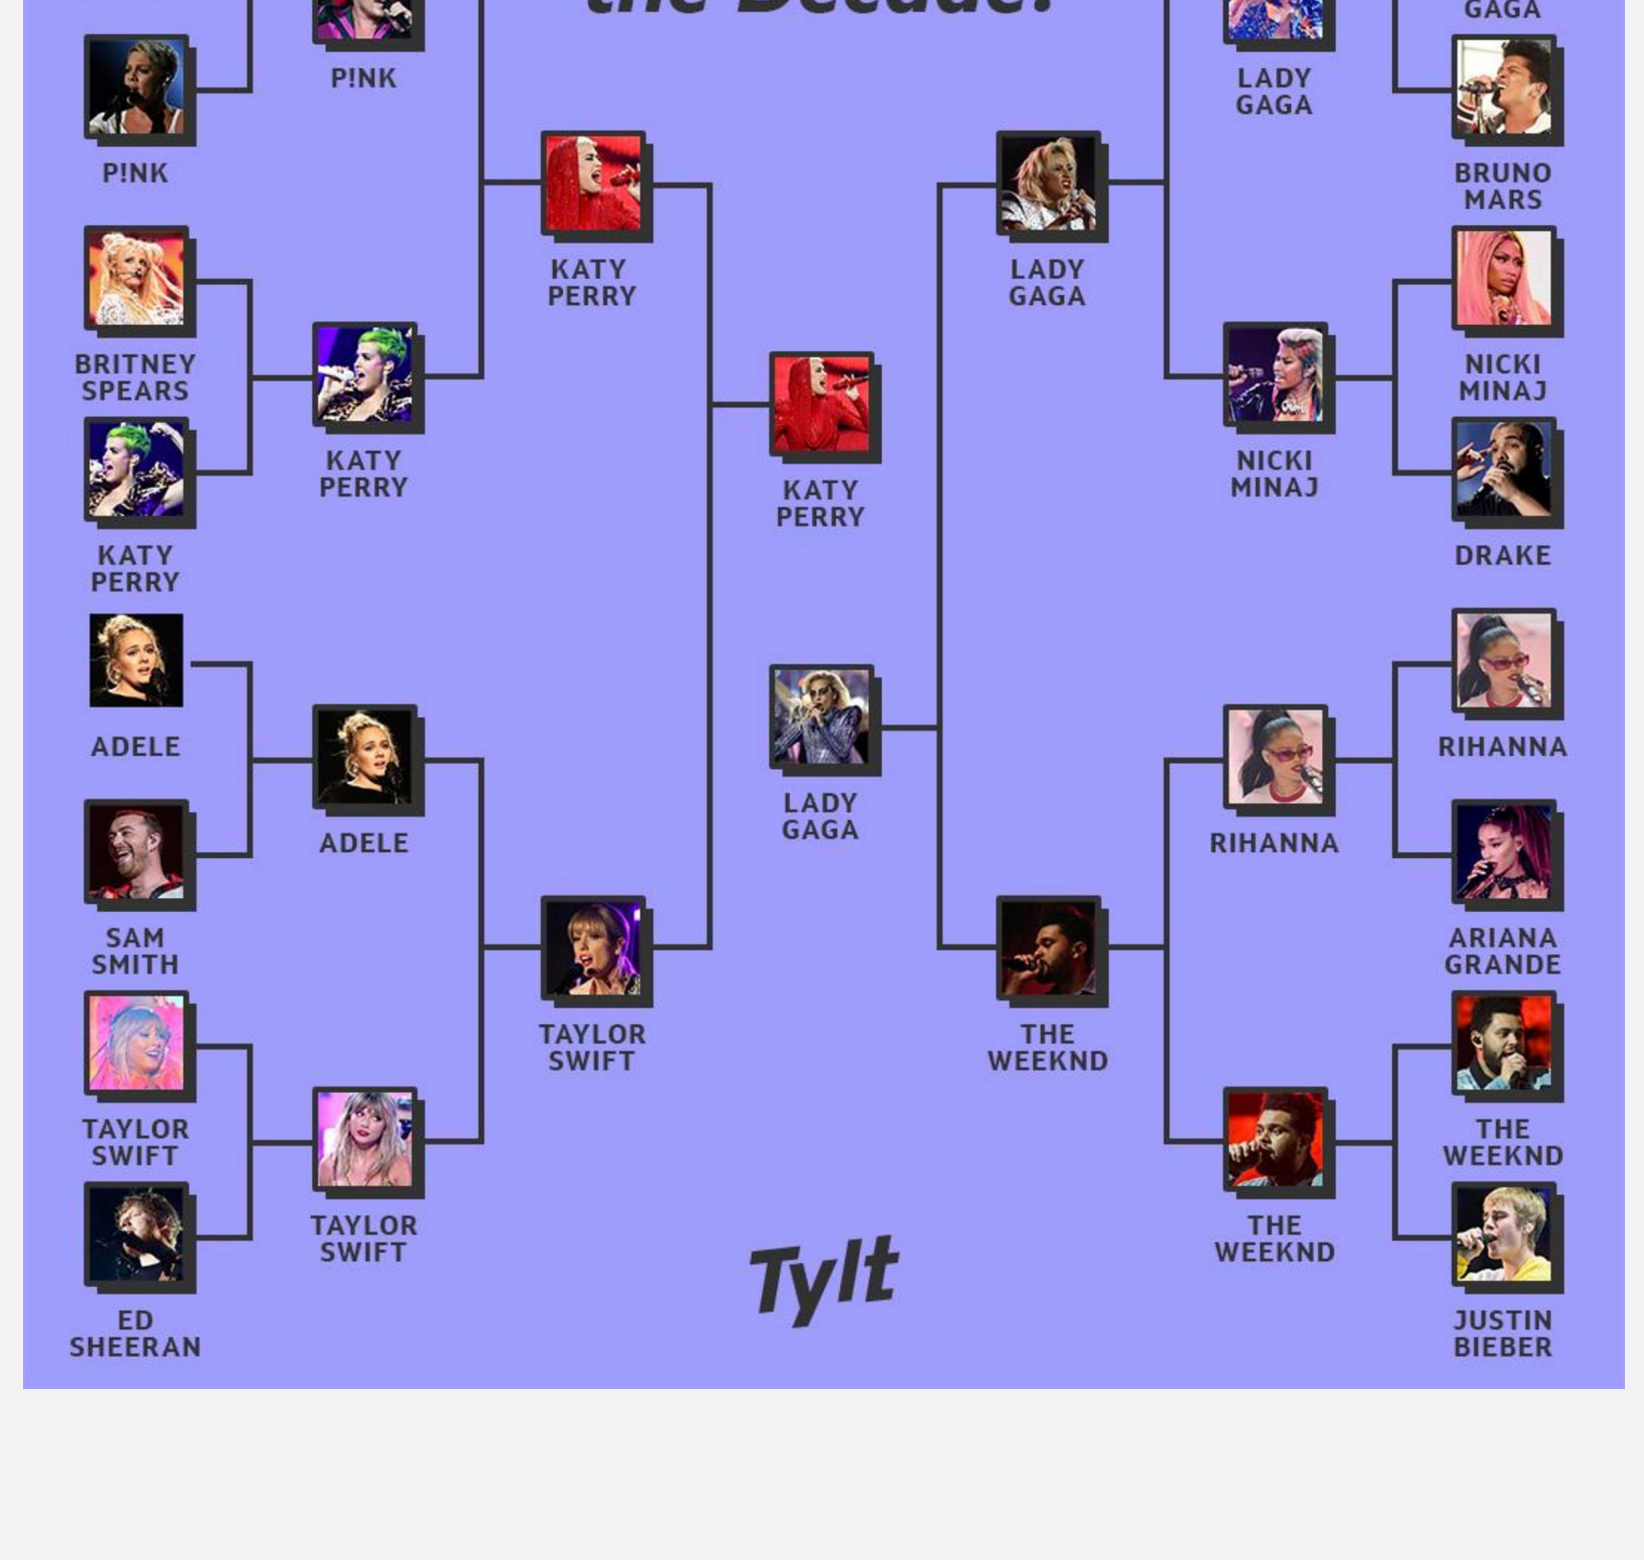 the Decade?
GAGA
P!NK
LADY
GAGA
P!NK
BRUNO
MARS
KATY
PERRY
LADY
GAGA
BRITNEY
SPEARS
NICKI
MINAJ
KATY
PERRY
NICKI
MINAJ
KATY
PERRY
KATY
PERRY
DRAKE
ADELE
RIHANNA
LADY
GAGA
ADELE
RIHANNA
SAM
SMITH
ARIANA
GRANDE
TAYLOR
SWIFT
THE
WEEKND
TAYLOR
SWIFT
THE
WEEKND
TAYLOR
SWIFT
THE
WEEKND
Tylt
ED
SHEERAN
JUSTIN
BIEBER